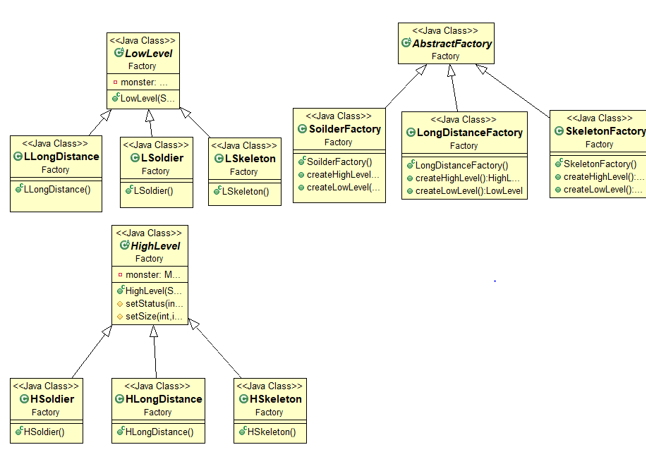 <<Java Class>>
LowLevel
Factory
monster: ...
LowLevel(S...
<<Java Class>>
AbstractFactory
Factory
<<Java Class>>
LLongDistance
Factory
LLongDistance()
<<Java Class>>
LSoldier
Factory
LSoldier()
<<Java Class>>
LSkeleton
Factory
LSkeleton()
<<Java Class>>
SoilderFactory
Factory
SoilderFactory()
createHighLevel...
createLowLevel(...
<<Java Class>>
LongDistanceFactory
Factory
LongDistanceFactory()
createHighLevel():HighL...
createLowLevel():LowLevel
<<Java Class>>
SkeletonFactory
Factory
SkeletonFactory()
createHighLevel():...
createLowLevel():...
<<Java Class>>
HighLevel
Factory
monster: M...
HighLevel(S...
setStatus(in...
setSize(int,i...
<<Java Class>>
HSoldier
Factory
HSoldier()
<<Java Class>>
HLongDistance
Factory
HLongDistance()
<<Java Class>>
HSkeleton
Factory
HSkeleton()